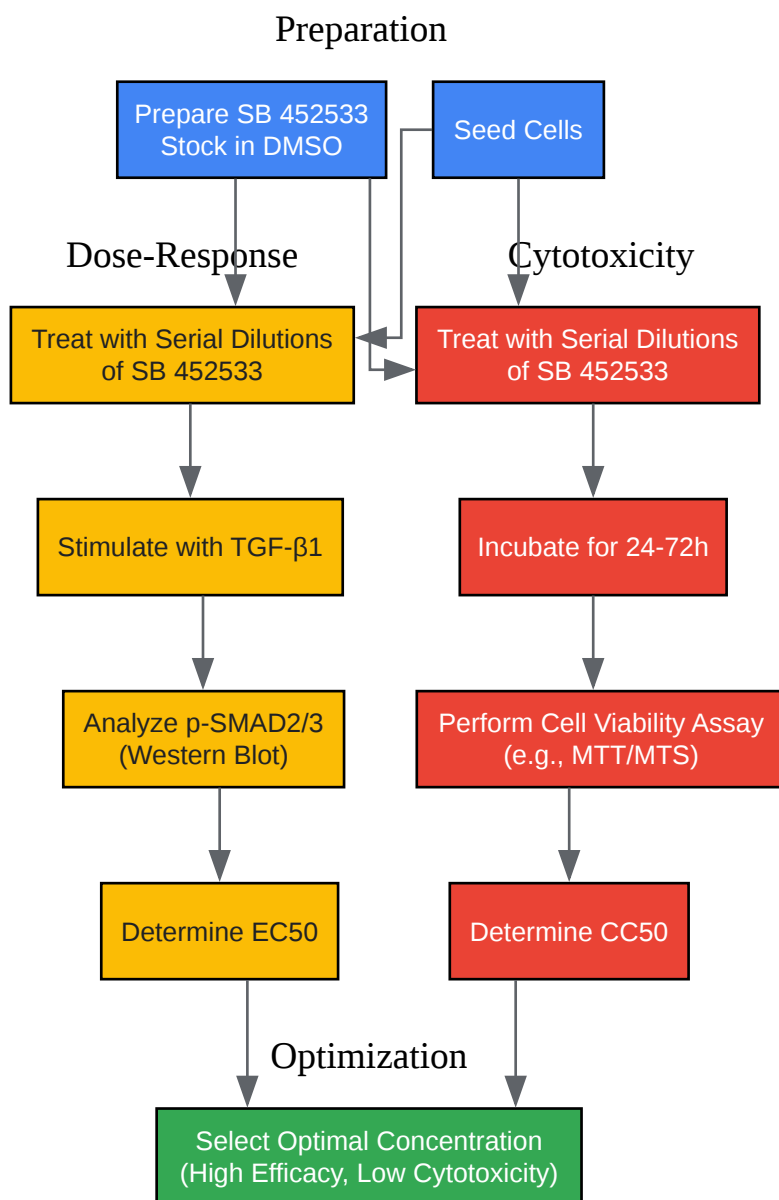 Preparation
Prepare SB 452533
Stock in DMSO
Seed Cells
Dose-Response
Cytotoxicity
Treat with Serial Dilutions
of SB 452533
Treat with Serial Dilutions
of SB 452533
Stimulate with TGF-β1
Incubate for 24-72h
Analyze p-SMAD2/3
(Western Blot)
Perform Cell Viability Assay
(e.g., MTT/MTS)
Determine EC50
Determine CC50
Optimization
Select Optimal Concentration
(High Efficacy, Low Cytotoxicity)